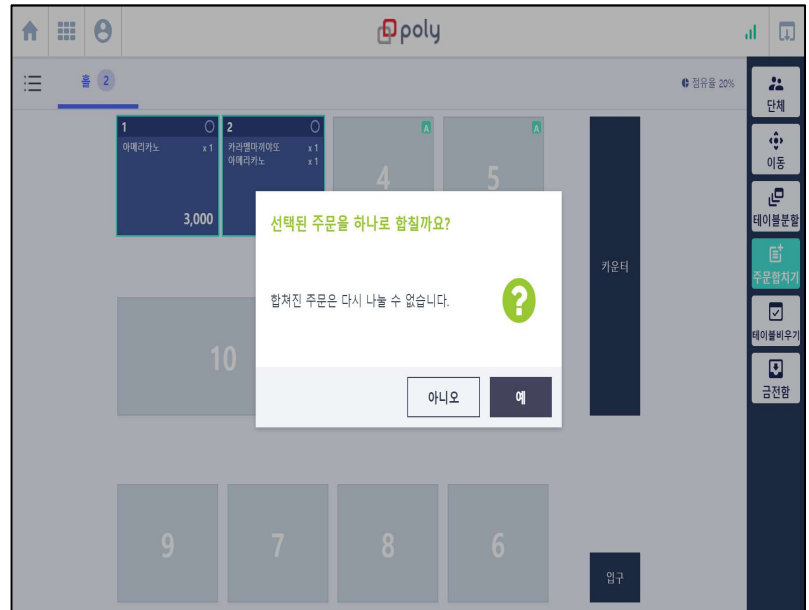 poly
홀 2
점유율 20%
1
아메리카노 x 1
3,000
2
카라멜마끼야또 x 1
아메리카노 x 1
A
4
A
5
선택된 주문을 하나로 합칠까요?
합쳐진 주문은 다시 나눌 수 없습니다.
?
아니오
예
10
9
7
8
6
카운터
입구
단체
이동
테이블분할
주문합치기
테이블비우기
금전함